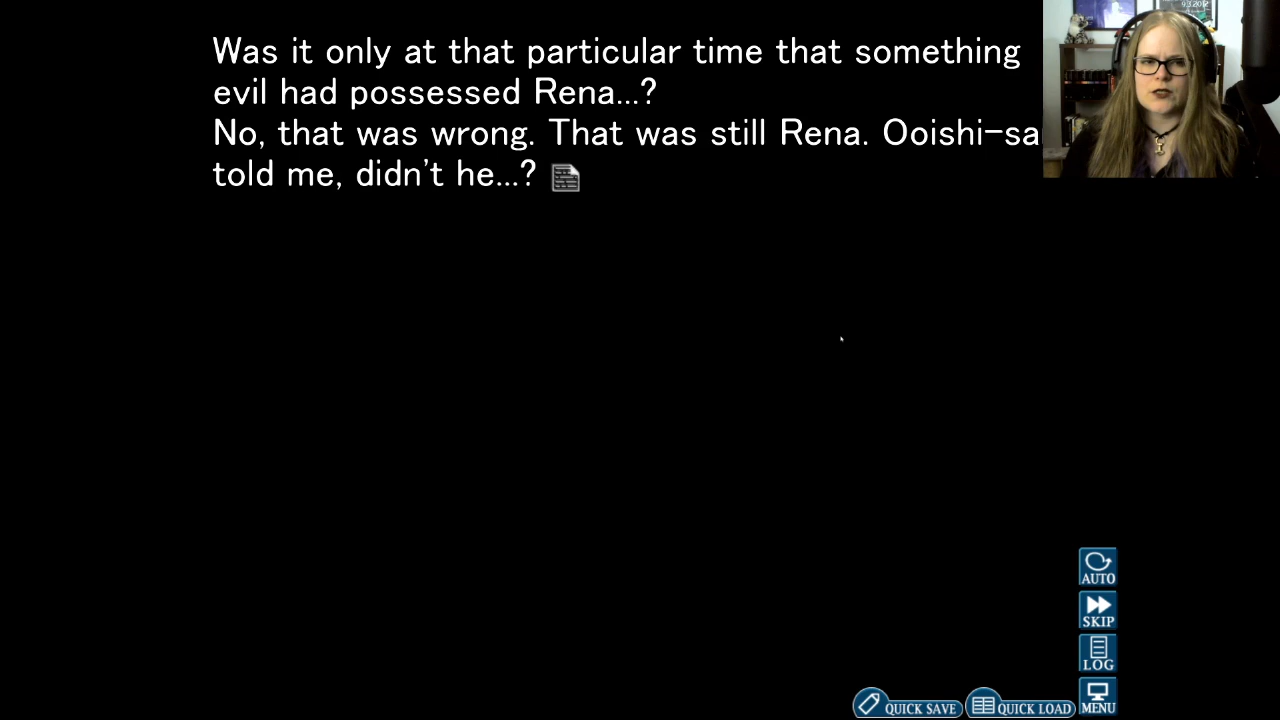 Was it only at that particular time that something
evil had possessed Rena...?
No, that was wrong. That was still Rena. Ooishi-sa
told me, didn't he...?
AUTO
SKIP
LOG
QUICK SAVE QUICK LOAD MENU